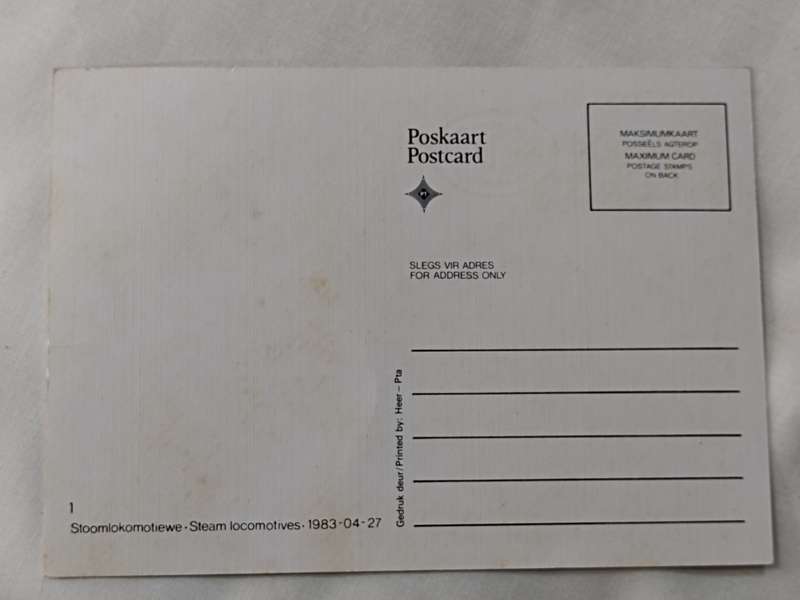 Poskaart
Postcard
MAKSIMUMKAART
POSSEËLS AGTEROP
MAXIMUM CARD
POSTAGE STAMPS
ON BACK
SLEGS VIR ADRES
FOR ADDRESS ONLY
Gedruk deur/Printed by: Heer – Pta
1
Stoomlokomotiewe · Steam locomotives · 1983-04-27